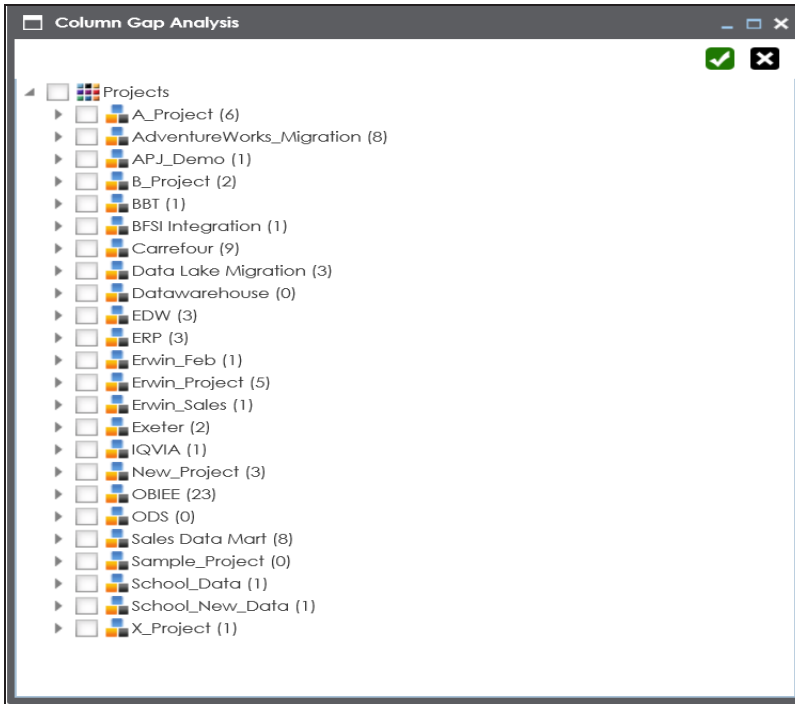 Column Gap Analysis
Projects
A_Project (6)
AdventureWorks_Migration (8)
APJ_Demo (1)
B_Project (2)
BBT (1)
BFSI Integration (1)
Carrefour (9)
Data Lake Migration (3)
Datawarehouse (0)
EDW (3)
ERP (3)
Erwin_Feb (1)
Erwin_Project (5)
Erwin_Sales (1)
Exeter (2)
IQVIA (1)
New_Project (3)
OBIEE (23)
ODS (0)
Sales Data Mart (8)
Sample_Project (0)
School_Data (1)
School_New_Data (1)
X_Project (1)